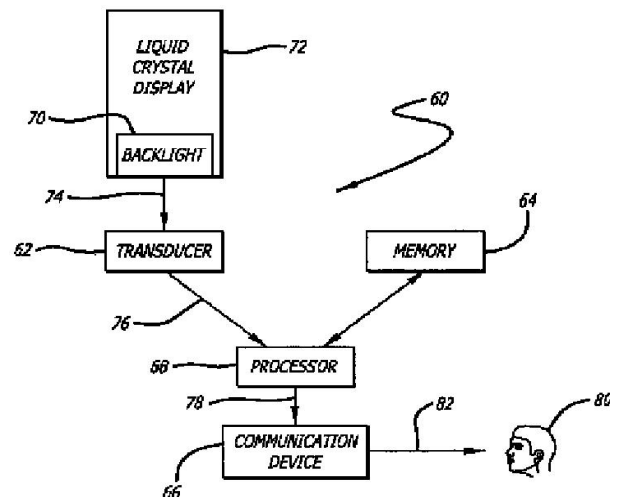 LIQUID
CRYSTAL
DISPLAY
72
70
BACKLIGHT
60
74
62
TRANSDUCER
MEMORY
64
76
68
PROCESSOR
78
82
80
COMMUNICATION
DEVICE
66